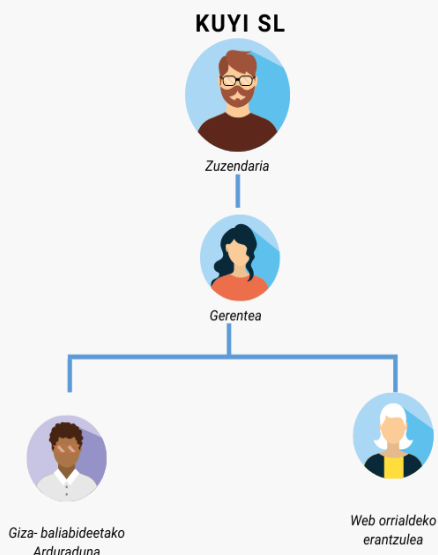 KUYI SL
Zuzendaria
Gerentea
Giza- baliabideetako
Arduraduna
Web orrialdeko
erantzulea